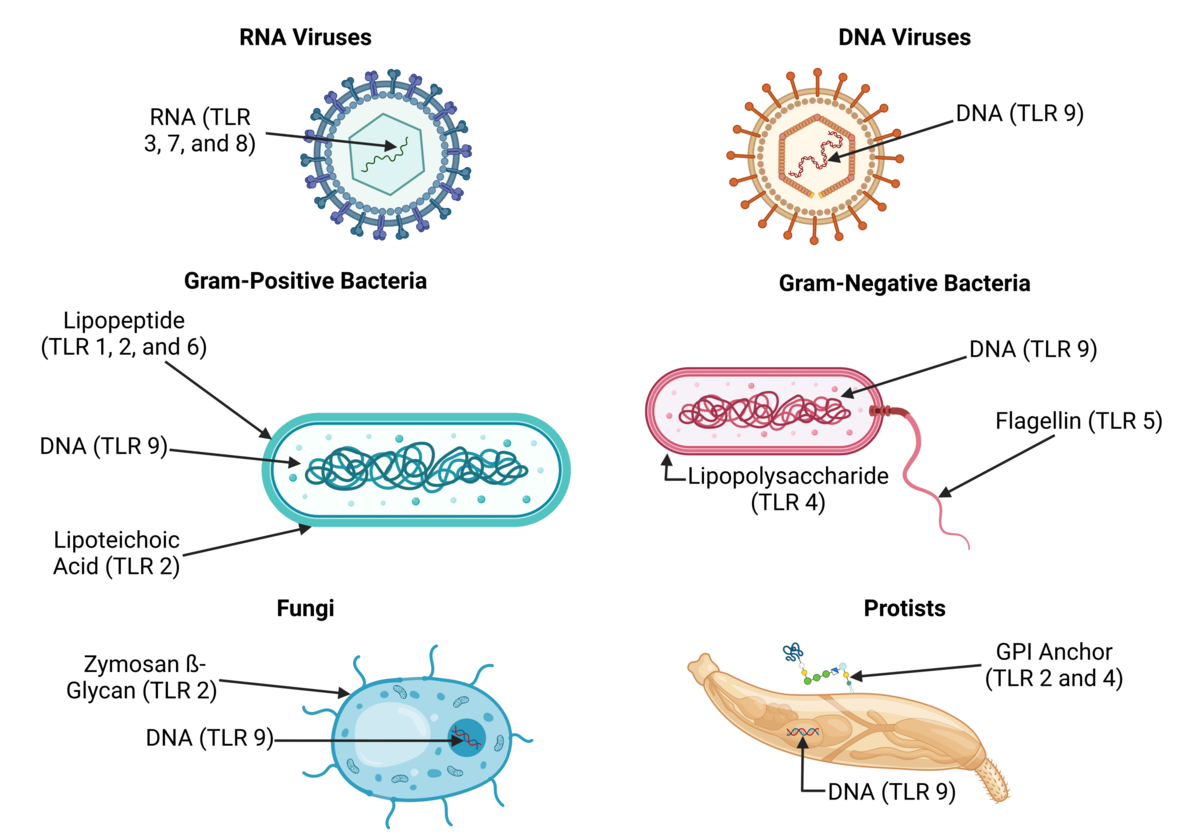 RNA Viruses
RNA (TLR
3, 7, and 8)
DNA Viruses
DNA (TLR 9)
Gram-Positive Bacteria
Lipopeptide
(TLR 1, 2, and 6)
DNA (TLR 9)
Lipoteichoic
Acid (TLR 2)
Gram-Negative Bacteria
DNA (TLR 9)
Flagellin (TLR 5)
Lipopolysaccharide
(TLR 4)
Fungi
Zymosan ß-
Glycan (TLR 2)
DNA (TLR 9)
Protists
GPI Anchor
(TLR 2 and 4)
DNA (TLR 9)